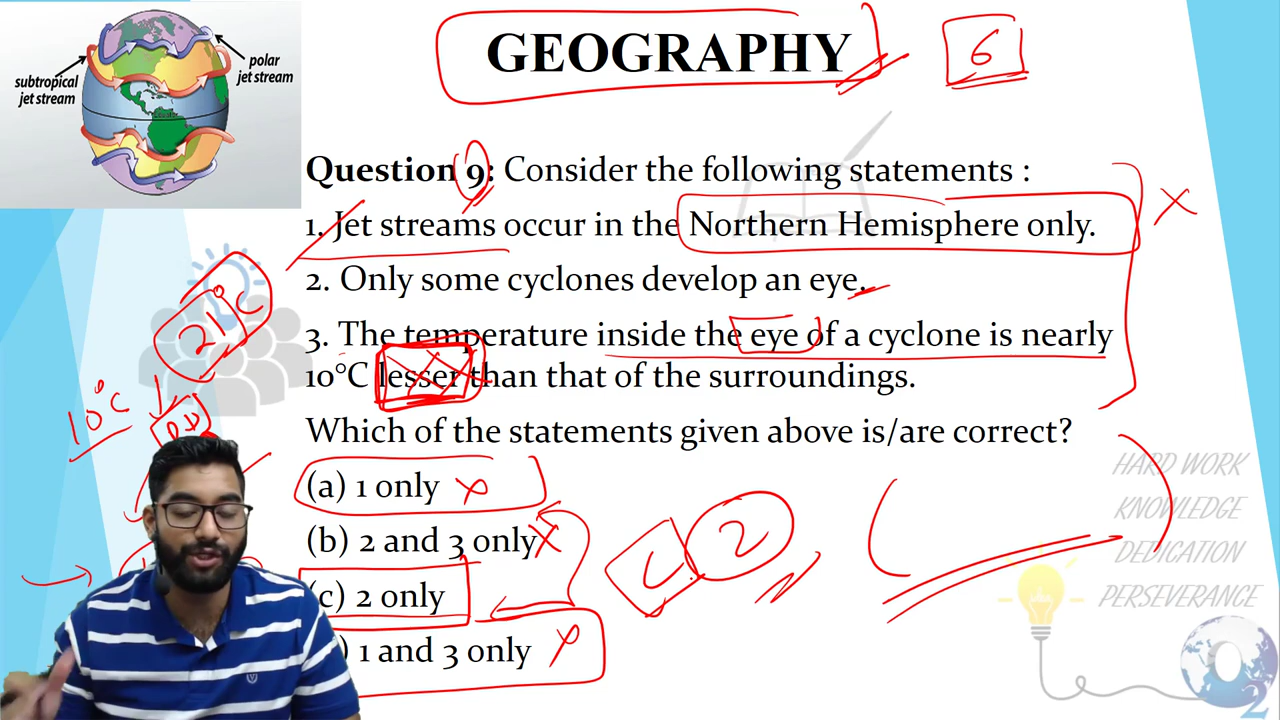 GEOGRAPHY
6
subtropical
jet stream
polar
jet stream
Question 9: Consider the following statements :
1. Jet streams occur in the Northern Hemisphere only.
2. Only some cyclones develop an eye.
3. The temperature inside the eye of a cyclone is nearly
10°C lesser than that of the surroundings.
21°C
10°C
Which of the statements given above is/are correct?
(a) 1 only
(b) 2 and 3 only
(c) 2 only
) 1 and 3 only
C 2
HARD WORK
KNOWLEDGE
DEDICATION
PERSEVERANCE
O2